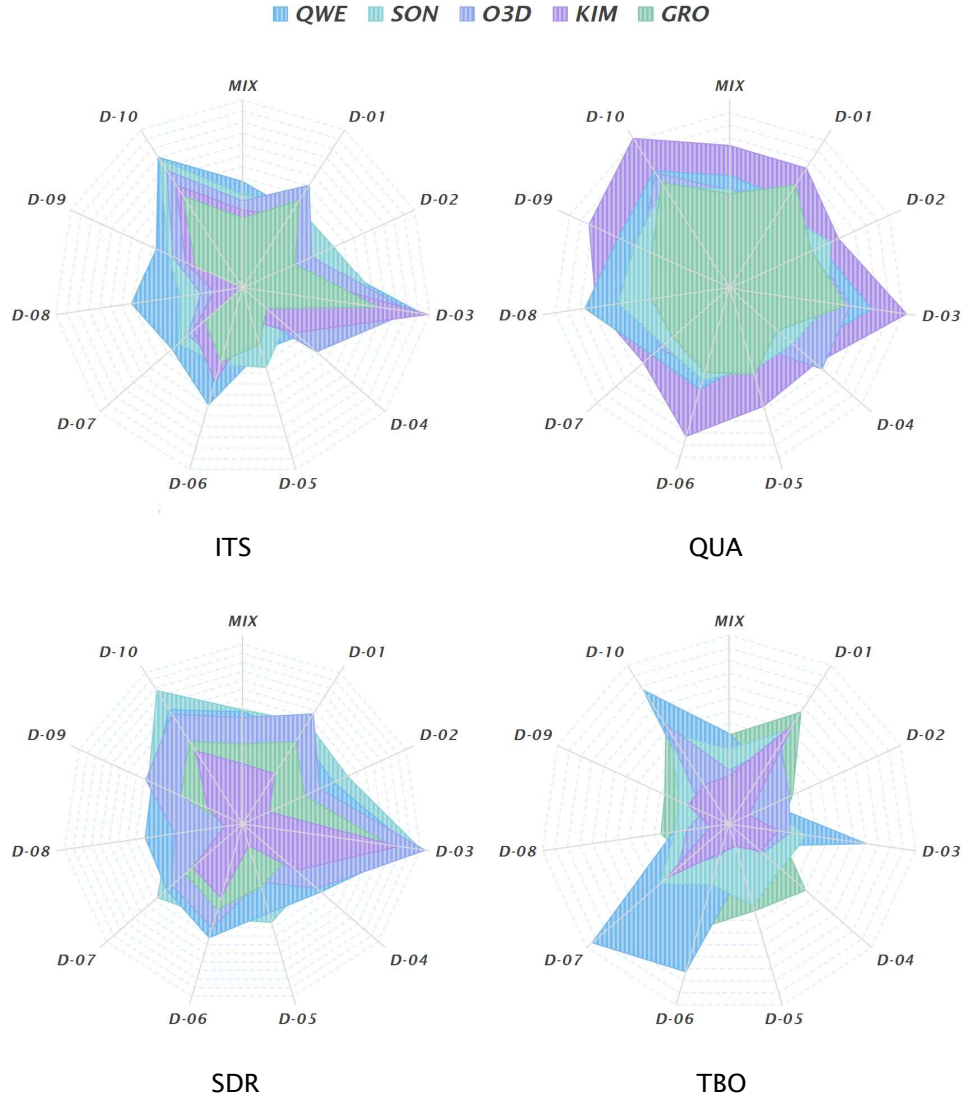 QWE SON O3D KIM GRO
MIX
D-10 D-01
D-09 D-02
D-08 D-03
D-07 D-04
D-06 D-05
ITS
MIX
D-10 D-01
D-09 D-02
D-08 D-03
D-07 D-04
D-06 D-05
QUA
MIX
D-10 D-01
D-09 D-02
D-08 D-03
D-07 D-04
D-06 D-05
SDR
MIX
D-10 D-01
D-09 D-02
D-08 D-03
D-07 D-04
D-06 D-05
TBO